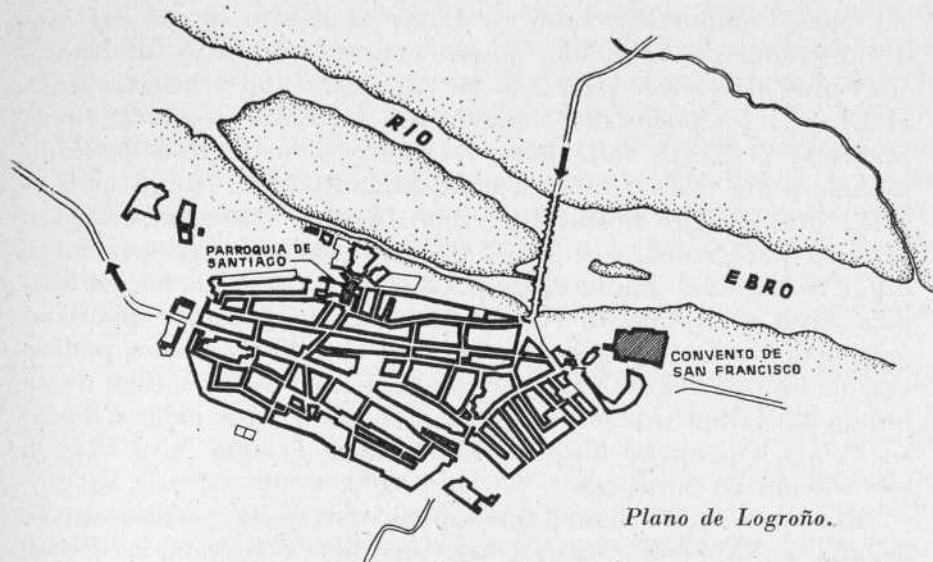 RIO
EBRO
PARROQUIA DE
SANTIAGO
CONVENTO DE
SAN FRANCISCO
Plano de Logroño.